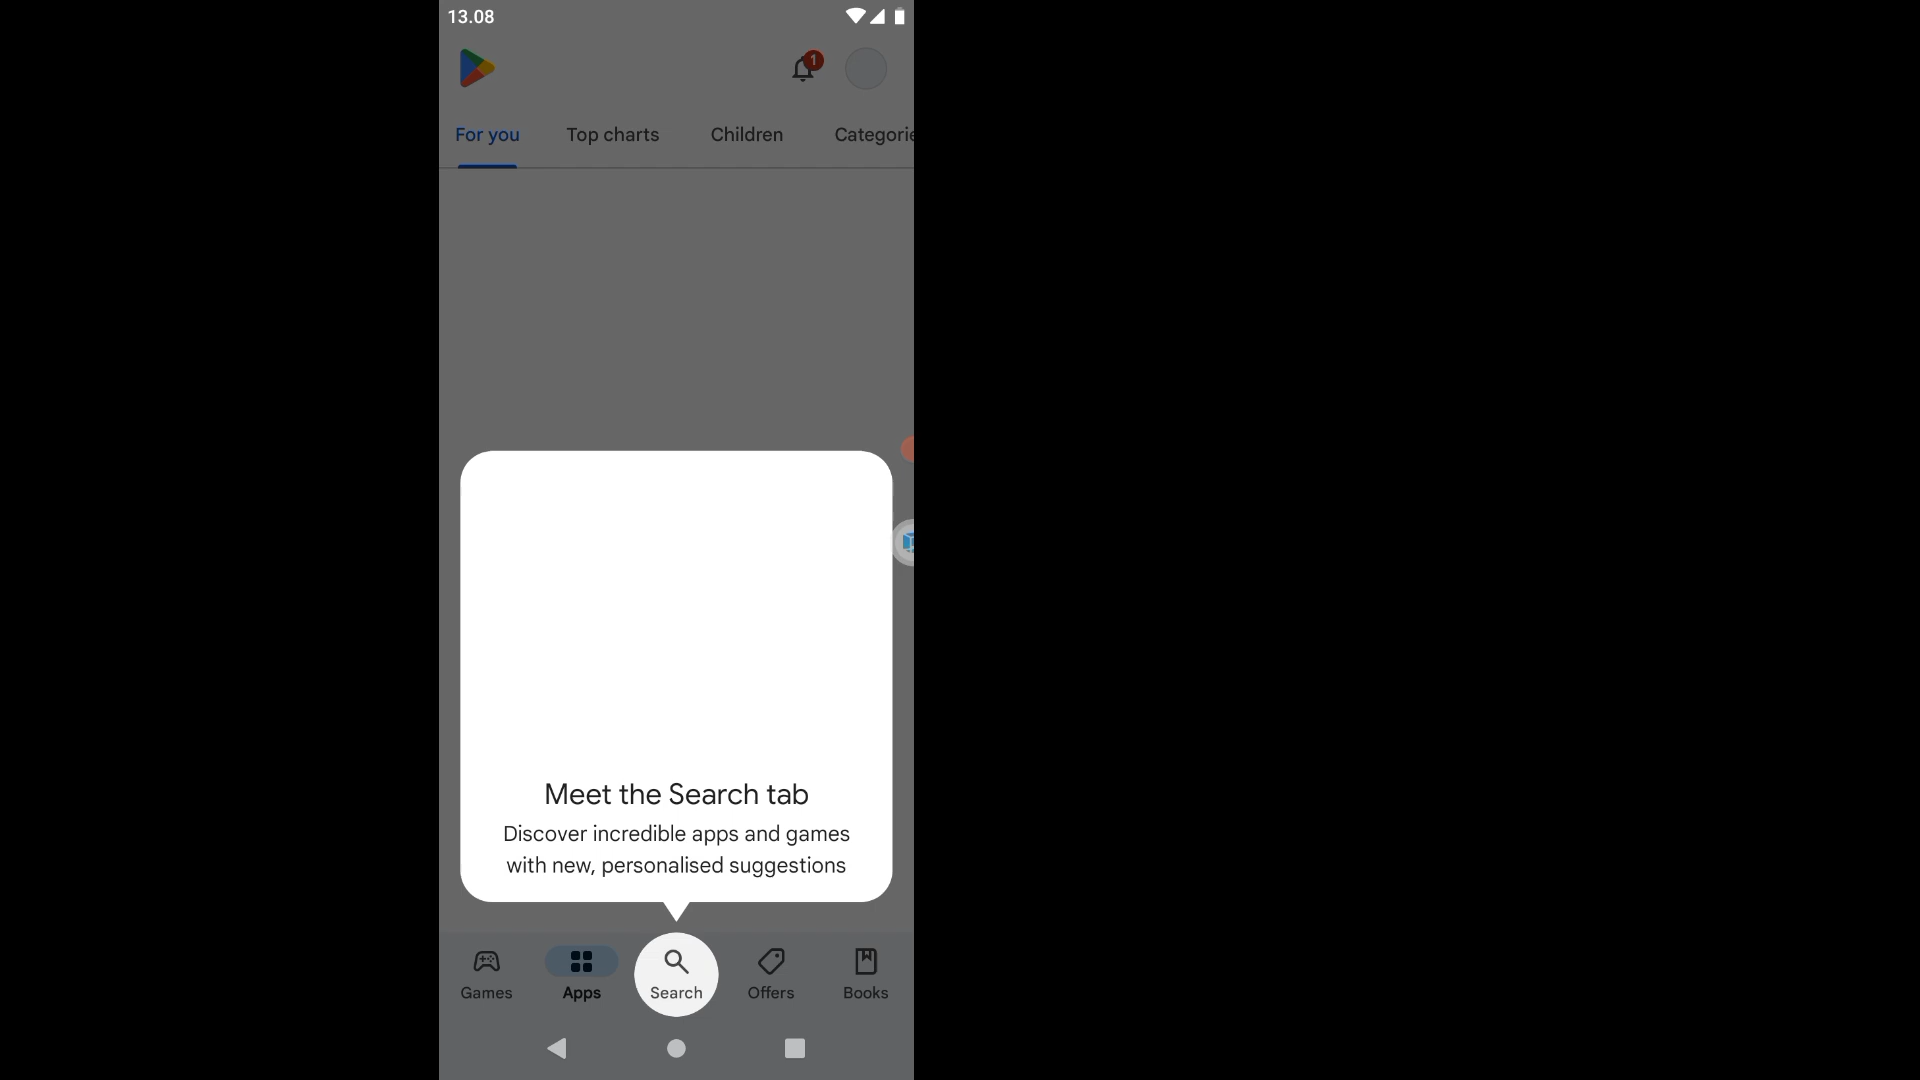 13.08
1
For you Top charts Children Categorie
Meet the Search tab
Discover incredible apps and games
with new, personalised suggestions
Games Apps Search Offers Books